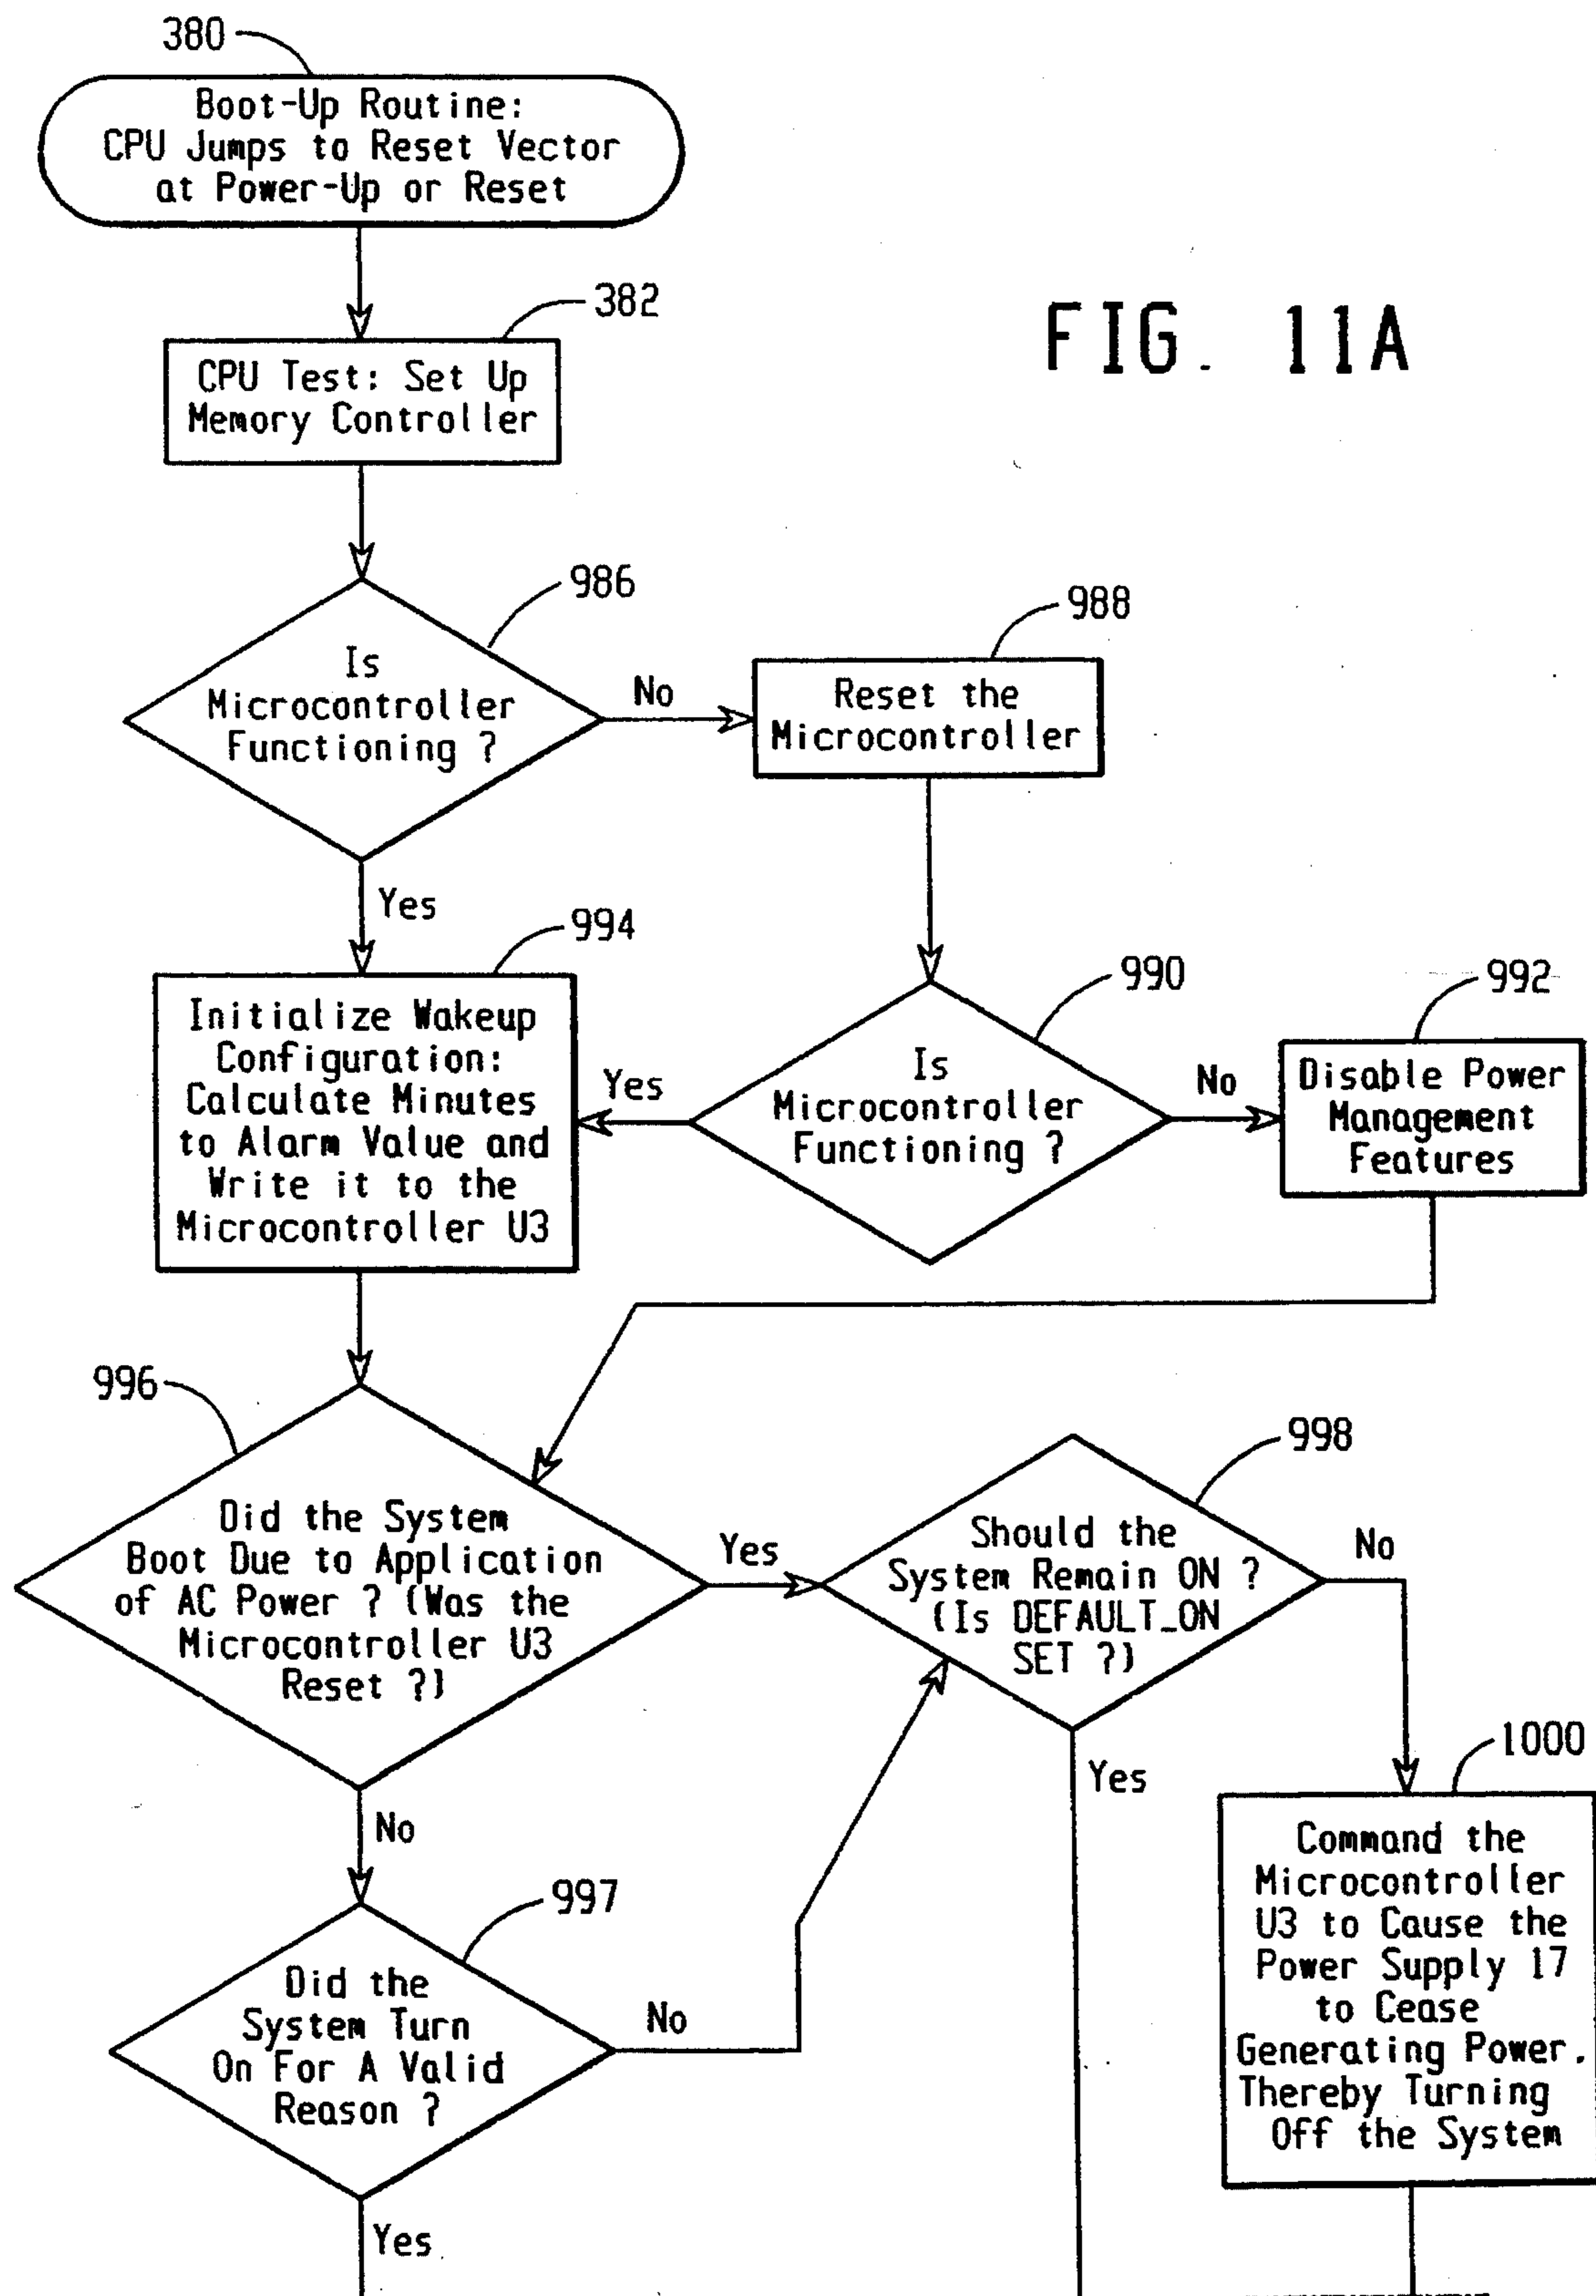 380
Boot-Up Routine:
CPU Jumps to Reset Vector
at Power-Up or Reset
382
CPU Test: Set Up
Memory Controller
FIG. 11A
986
Is
Microcontroller
Functioning ?
No
988
Reset the
Microcontroller
Yes
994
Initialize Wakeup
Configuration:
Calculate Minutes
to Alarm Value and
Write it to the
Microcontroller U3
990
Is
Microcontroller
Functioning ?
Yes
No
992
Disable Power
Management
Features
996
Did the System
Boot Due to Application
of AC Power ? (Was the
Microcontroller U3
Reset ?)
Yes
998
Should the
System Remain ON ?
(Is DEFAULT_ON
SET ?)
No
Yes
1000
Command the
Microcontroller
U3 to Cause the
Power Supply 17
to Cease
Generating Power.
Thereby Turning
Off the System
No
997
Did the
System Turn
On For A Valid
Reason ?
No
Yes